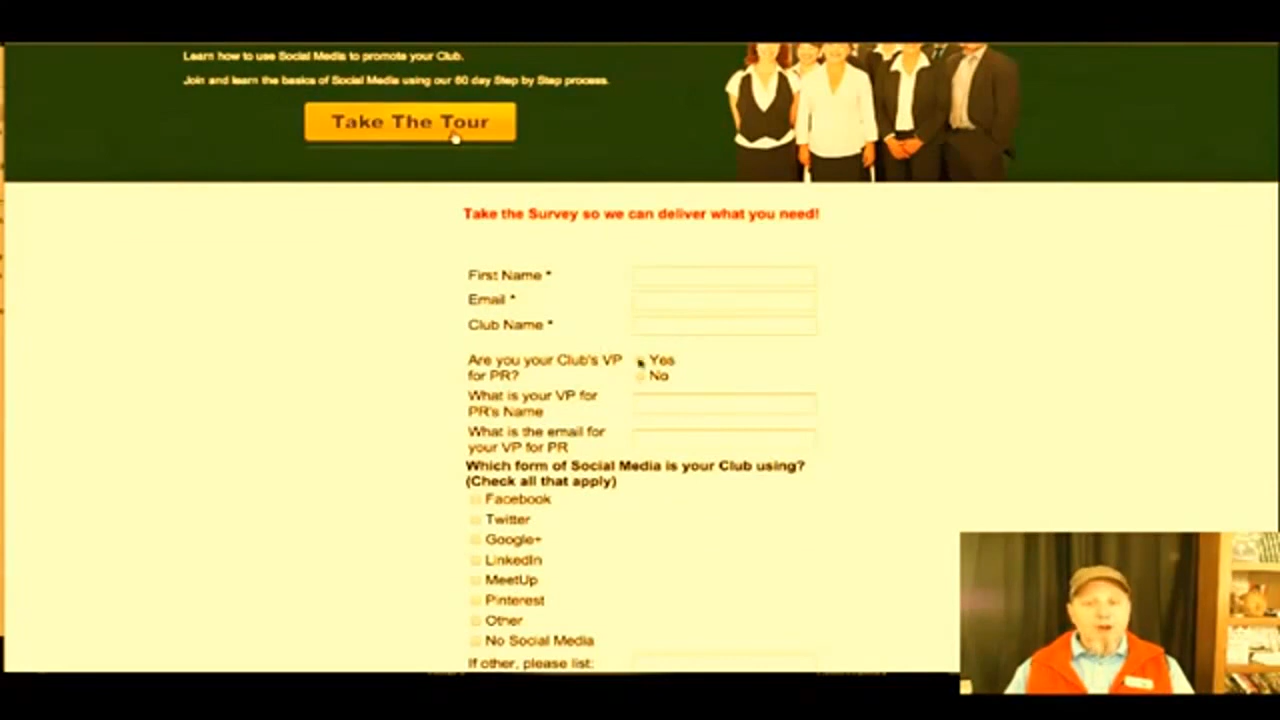 Learn how to use Social Media to promote your Club.
Join and learn the basics of Social Media using our 60 day Step by Step process.
Take The Tour
Take the Survey so we can deliver what you need!
First Name *
Email *
Club Name *
Are you your Club's VP
for PR?
Yes
No
What is your VP for
PR's Name
What is the email for
your VP for PR
Which form of Social Media is your Club using?
(Check all that apply)
Facebook
Twitter
Google+
LinkedIn
MeetUp
Pinterest
Other
No Social Media
If other, please list: